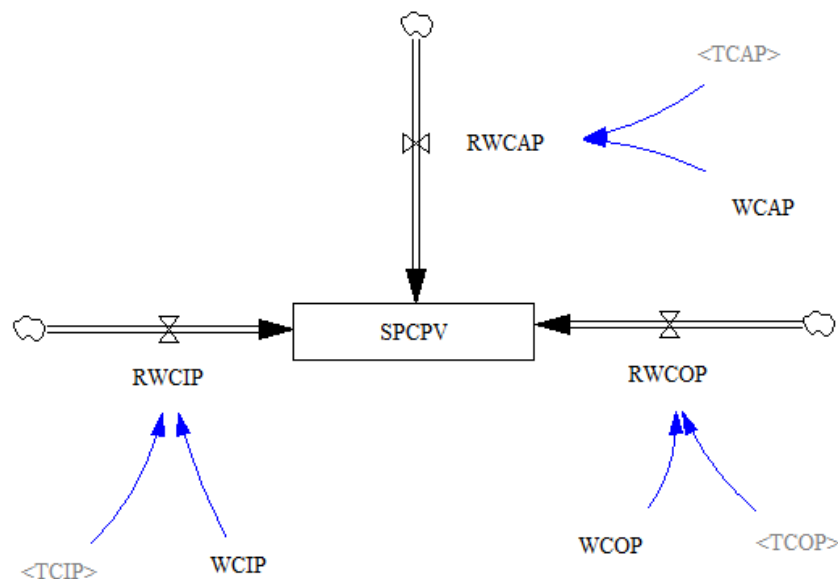 <TCAP>
RWCAP
WCAP
SPCPV
RWCIP
RWCOP
WCOP
<TCOP>
<TCIP>
WCIP